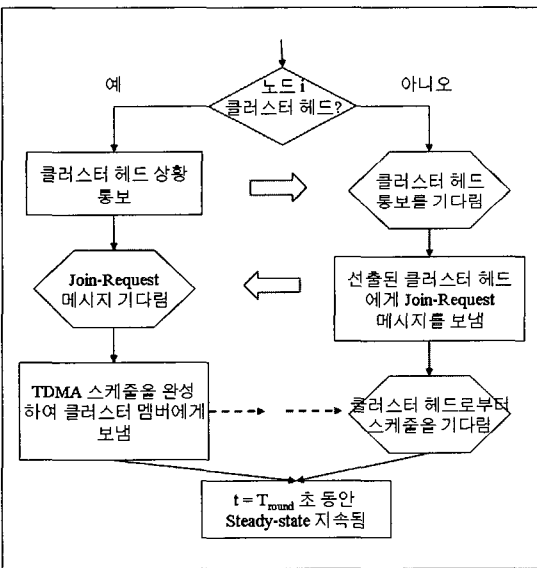 노드 i
클러스터 헤드?
예
아니오
클러스터 헤드 상황
통보
클러스터 헤드
통보를 기다림
Join-Request
메시지 기다림
선출된 클러스터 헤드
에게 Join-Request
메시지를 보냄
TDMA 스케줄을 완성
하여 클러스터 멤버에게
보냄
클러스터 헤드로부터
스케줄을 기다림
t = Tround 초 동안
Steady-state 지속됨